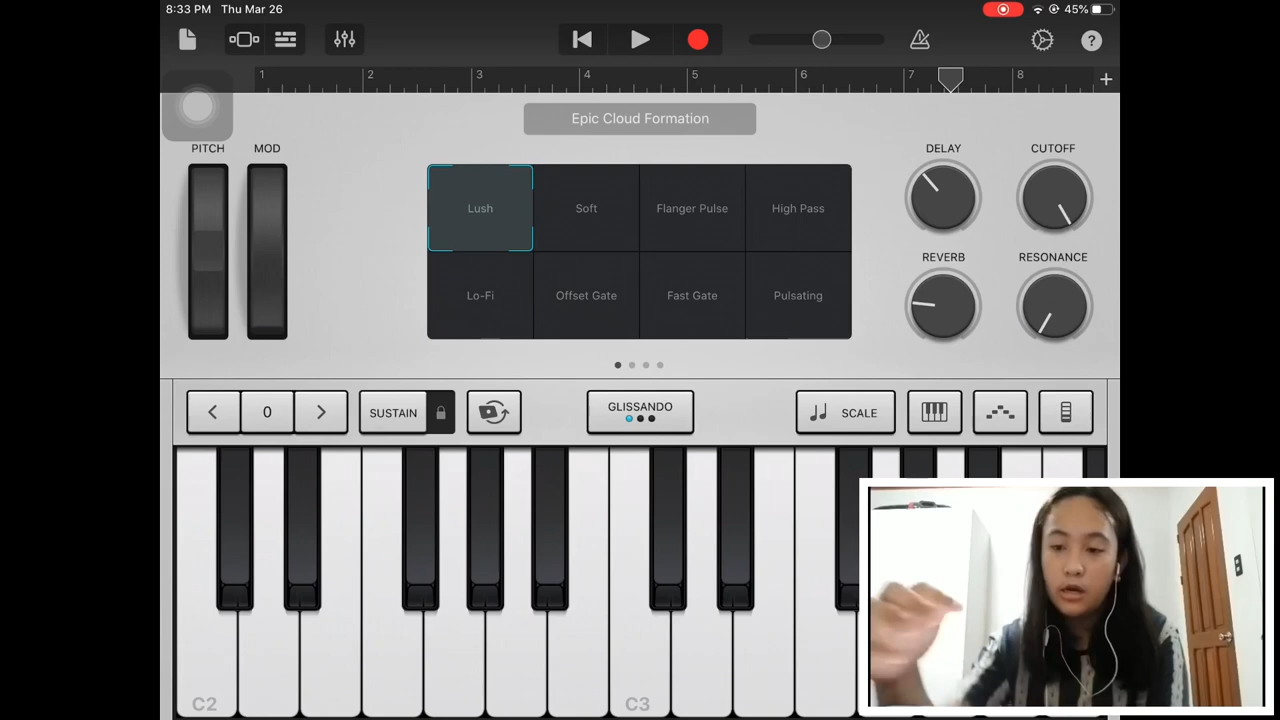 8:33 PM Thu Mar 26
45%
1 2 3 4 5 6 7 8 +
Epic Cloud Formation
PITCH MOD
DELAY CUTOFF
Lush Soft Flanger Pulse High Pass
REVERB RESONANCE
Lo-Fi Offset Gate Fast Gate Pulsating
0 SUSTAIN GLISSANDO SCALE
C2 C3